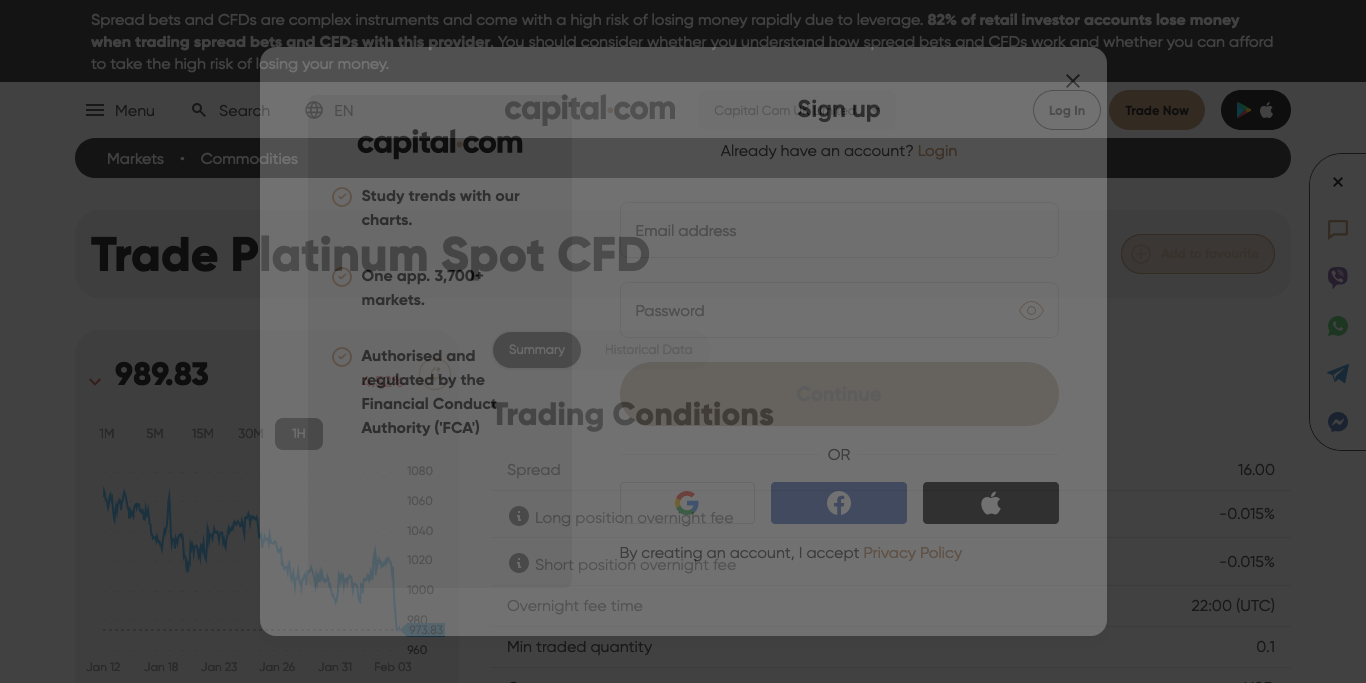 Spread bets and CFDs are complex instruments and come with a high risk of losing money rapidly due to leverage. 82% of retail investor accounts lose money
when trading spread bets and CFDs with this provider. You should consider whether you understand how spread bets and CFDs work and whether you can afford
to take the high risk of losing your money.
Menu
Search
EN
capital.com
Capital Com
Log In
Trade Now
Markets
Commodities
Trade Platinum Spot CFD
Add to favourite
989.83
1M
5M
15M
30M
1H
1080
1060
1040
1020
1000
980
973.83
960
Jan 12
Jan 18
Jan 23
Jan 26
Jan 31
Feb 03
Summary
Historical Data
Trading Conditions
Spread
16.00
Long position overnight fee
-0.015%
Short position overnight fee
-0.015%
Overnight fee time
22:00 (UTC)
Min traded quantity
0.1
capital.com
Study trends with our
charts.
One app. 3,700+
markets.
Authorised and
regulated by the
Financial Conduct
Authority ('FCA')
Sign up
Already have an account? Login
Email address
Password
Continue
OR
By creating an account, I accept Privacy Policy